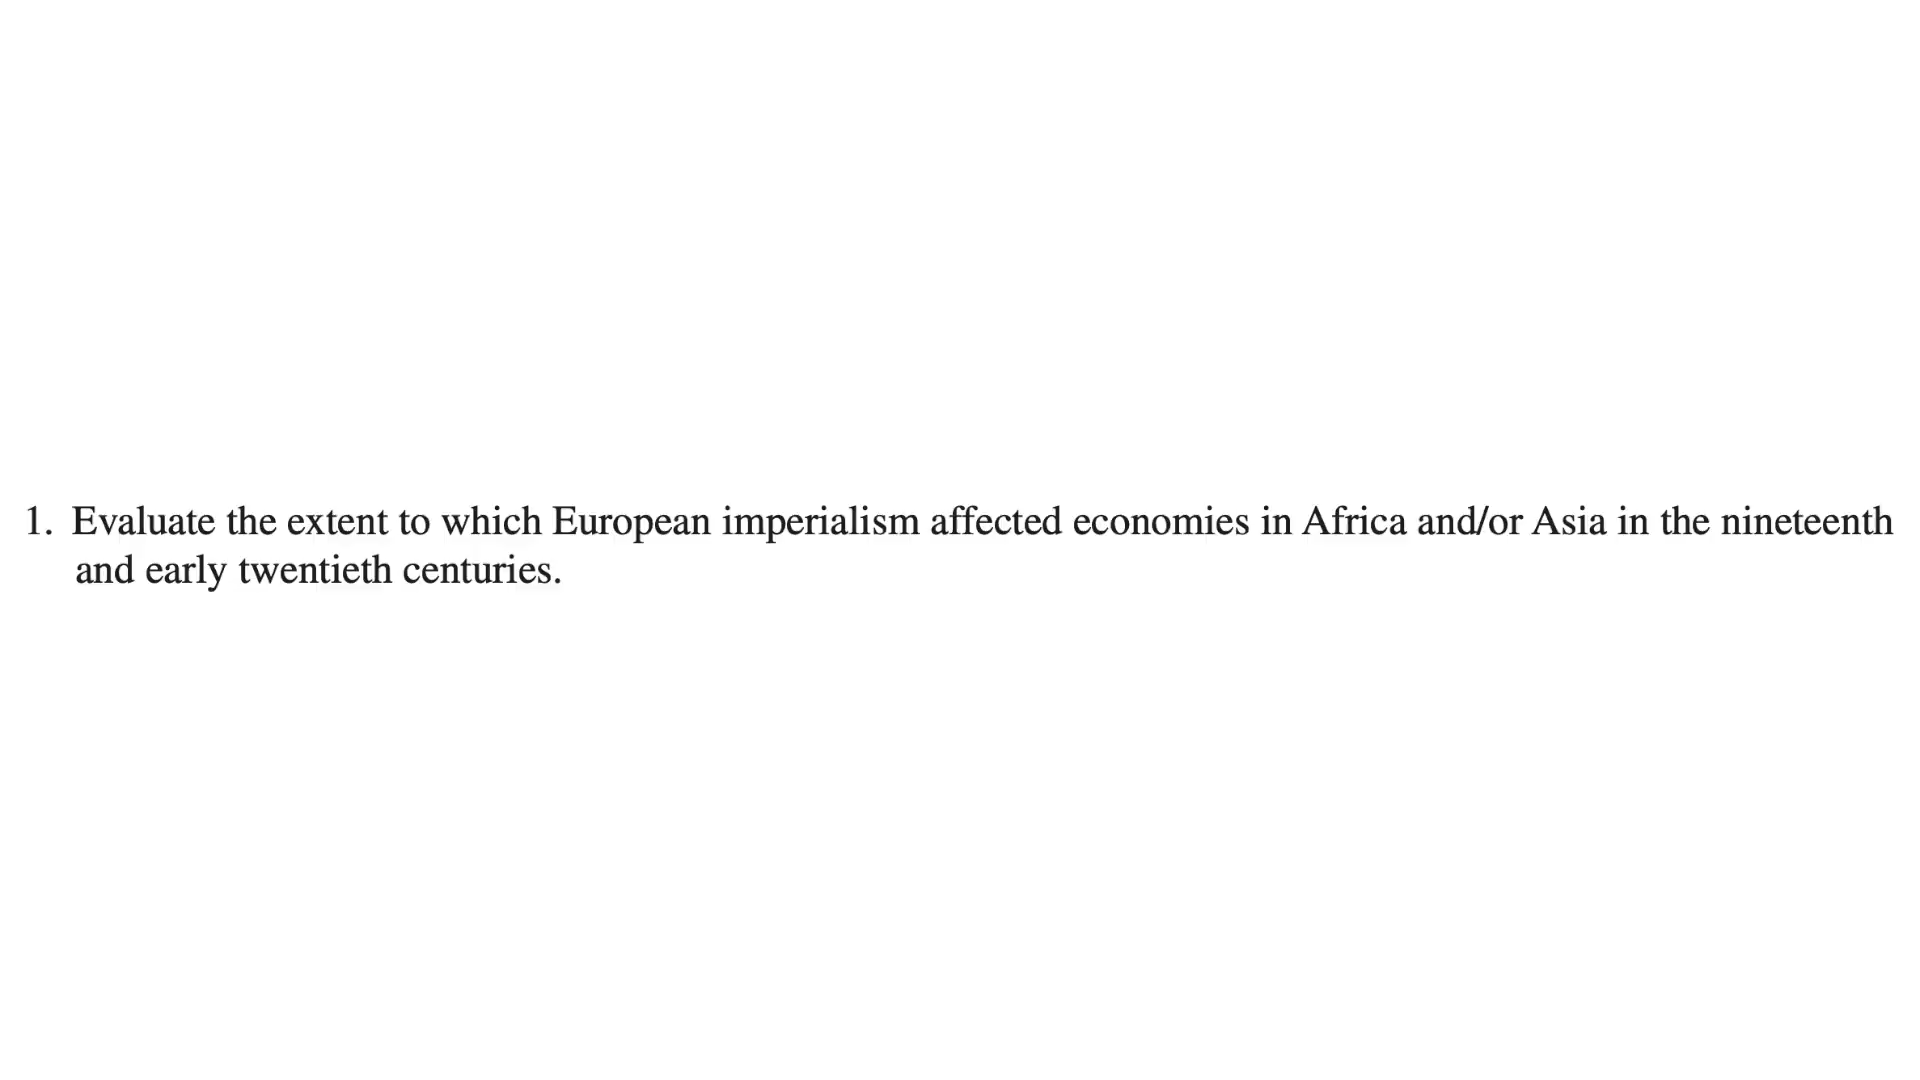 1. Evaluate the extent to which European imperialism affected economies in Africa and/or Asia in the nineteenth
and early twentieth centuries.